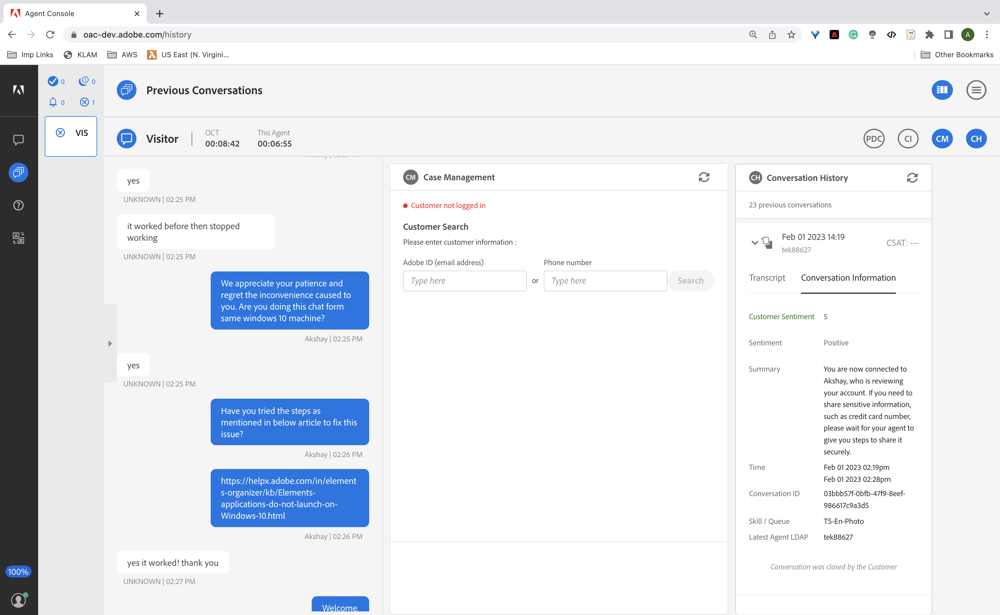 Agent Console
oac-dev.adobe.com/history
A
Imp Links
KLAM
AWS
US East (N. Virgini...
Other Bookmarks
0
0
0
1
Previous Conversations
VIS
Visitor
OCT
00:08:42
This Agent
00:06:55
PDC
CI
CM
CH
yes
UNKNOWN | 02:25 PM
it worked before then stopped
working
UNKNOWN | 02:25 PM
We appreciate your patience and
regret the inconvenience caused to
you. Are you doing this chat form
same windows 10 machine?
Akshay | 02:25 PM
yes
UNKNOWN | 02:25 PM
Have you tried the steps as
mentioned in below article to fix this
issue?
Akshay | 02:26 PM
https://helpx.adobe.com/in/element
s-organizer/kb/Elements-
applications-do-not-launch-on-
Windows-10.html
Akshay | 02:26 PM
yes it worked! thank you
UNKNOWN | 02:27 PM
Welcome.
100%
CM
Case Management
Customer not logged in
Customer Search
Please enter customer information :
Adobe ID (email address)
Phone number
Type here
or
Type here
Search
CH
Conversation History
23 previous conversations
Feb 01 2023 14:19
tek88627
CSAT: ---
Transcript
Conversation Information
Customer Sentiment 5
Sentiment Positive
Summary You are now connected to
Akshay, who is reviewing
your account. If you need to
share sensitive information,
such as credit card number,
please wait for your agent to
give you steps to share it
securely.
Time Feb 01 2023 02:19pm
Feb 01 2023 02:28pm
Conversation ID 03bbb57f-0bfb-47f9-8eef-
986617c9a3d5
Skill / Queue TS-En-Photo
Latest Agent LDAP tek88627
Conversation was closed by the Customer